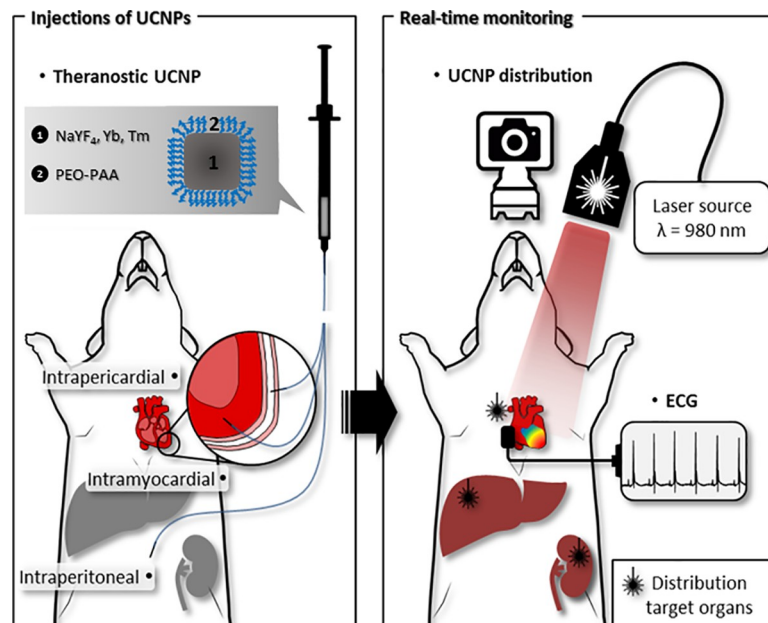 Injections of UCNPs
• Theranostic UCNP
1 NaYF₄, Yb, Tm
2 PEO-PAA
2
1
Intrapericardial •
Intramyocardial •
Intraperitoneal •
Real-time monitoring
• UCNP distribution
Laser source
λ = 980 nm
• ECG
Distribution
target organs